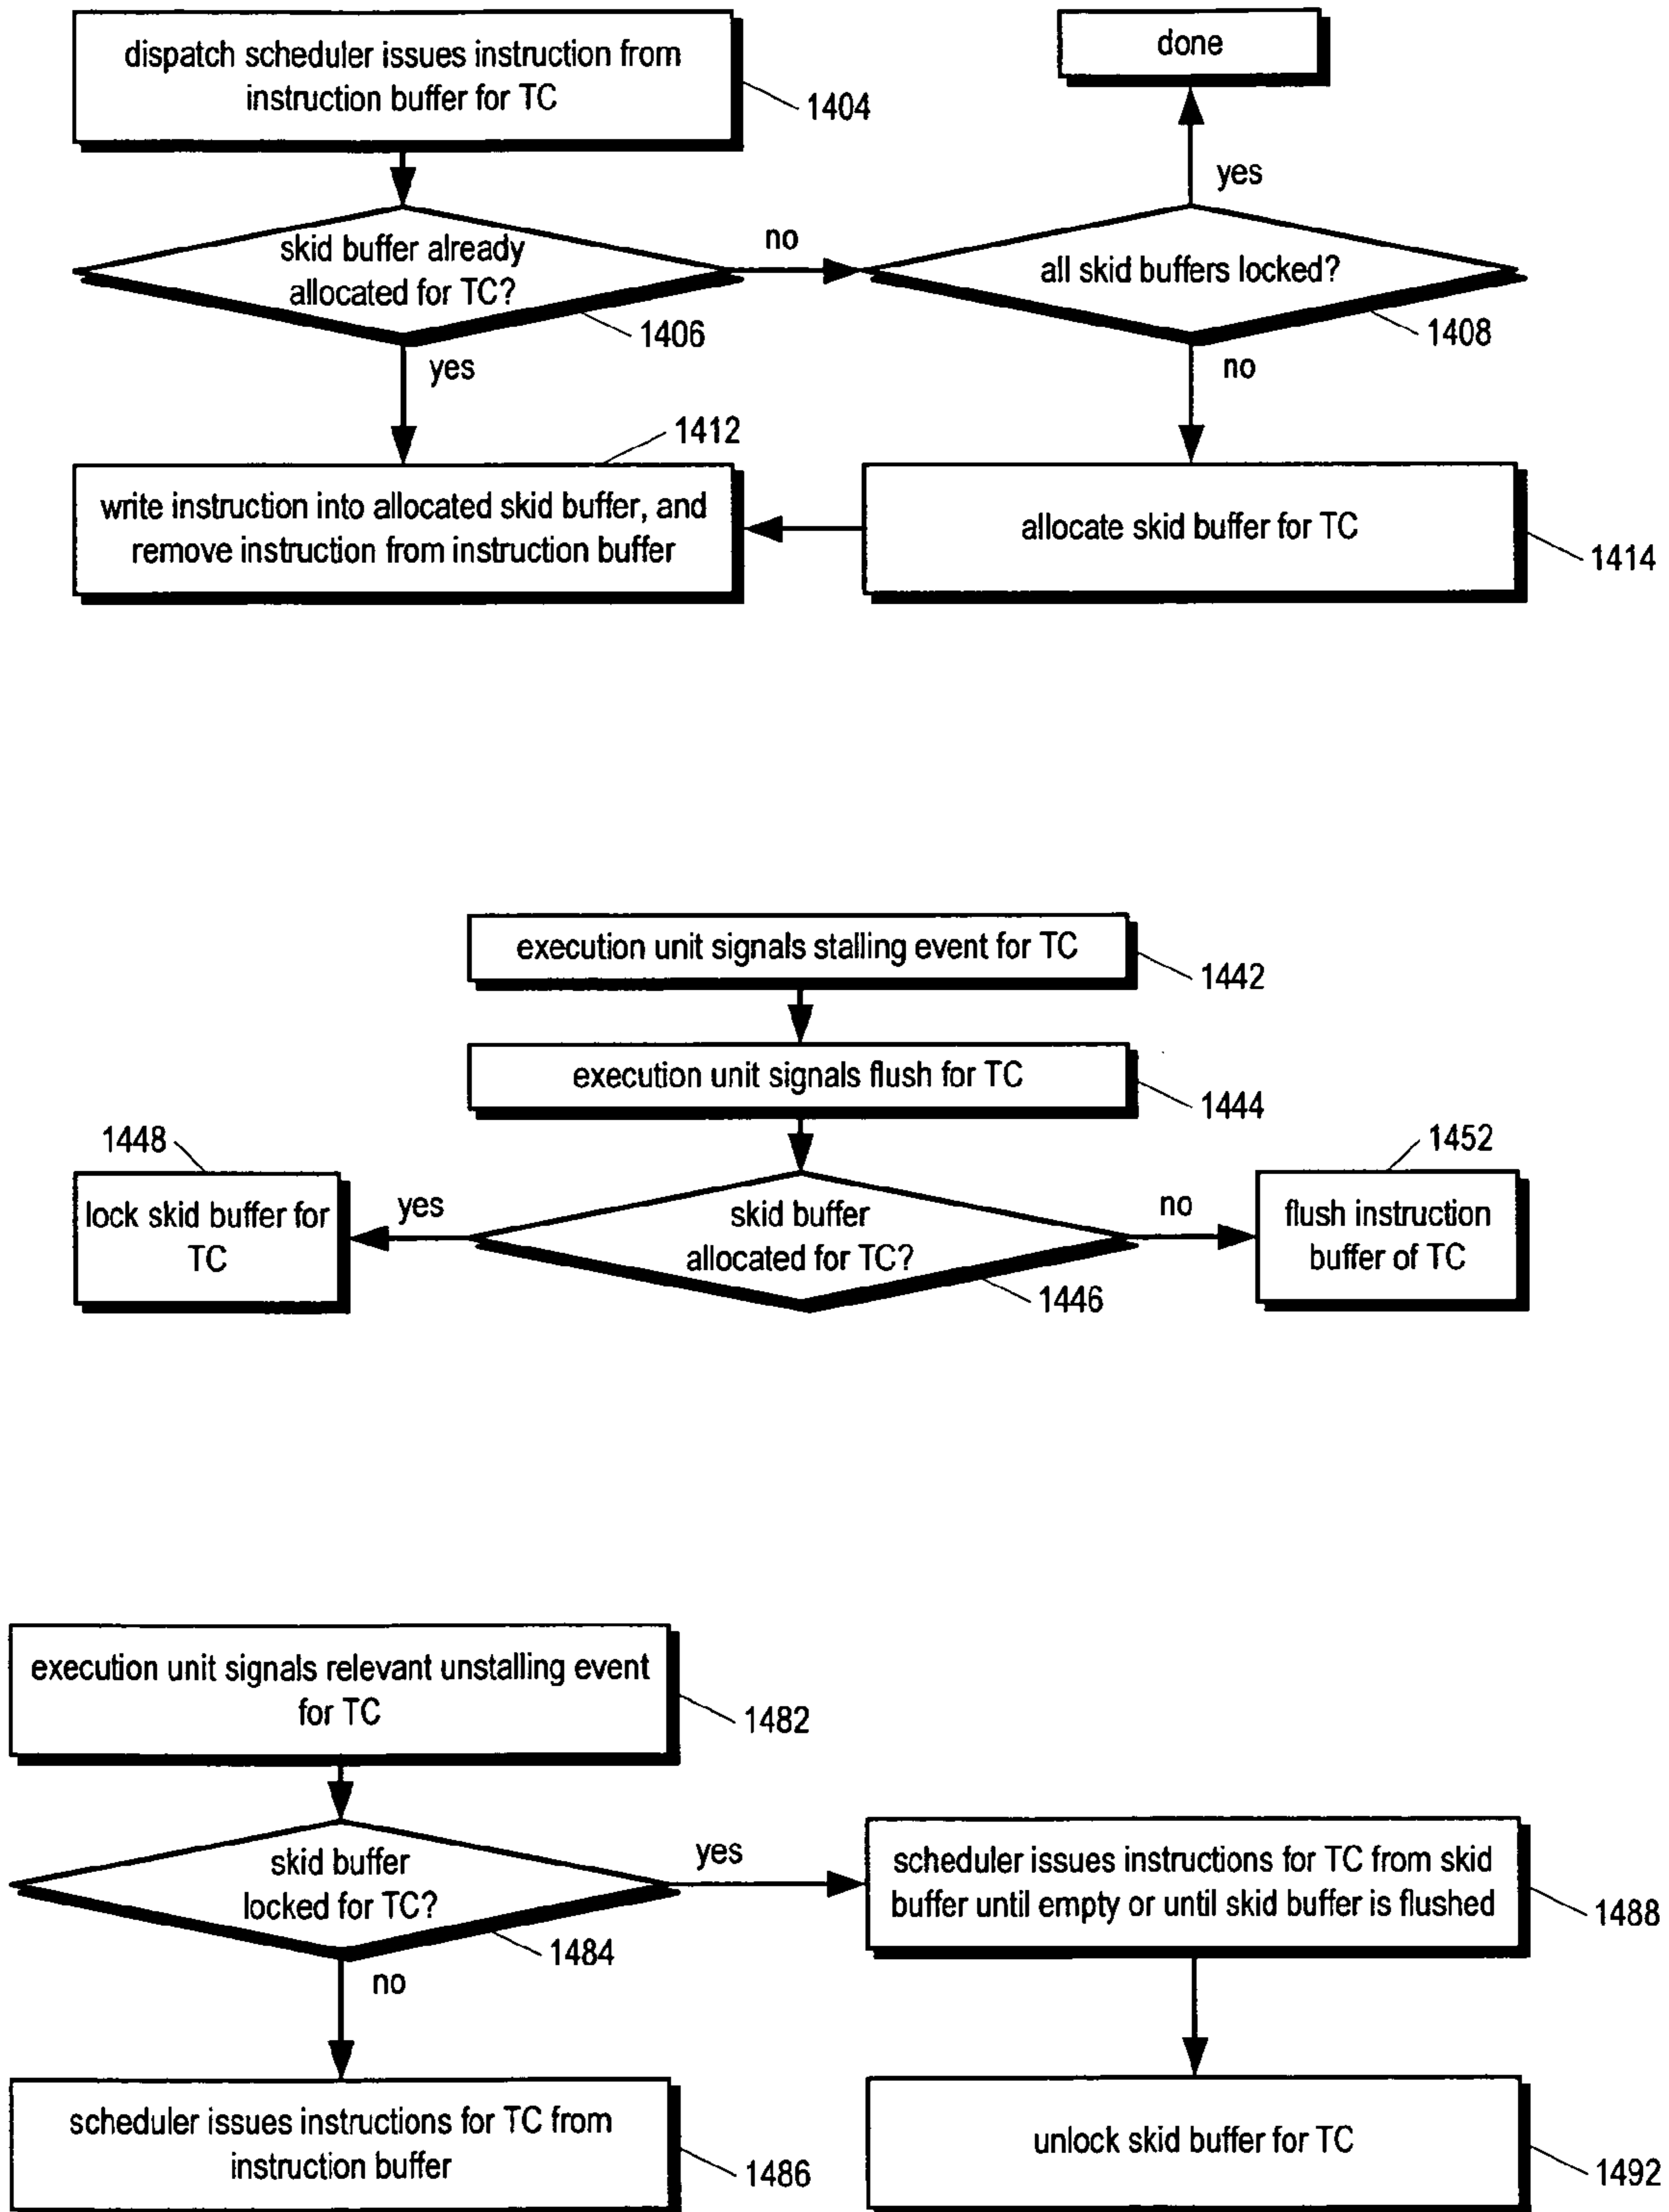 dispatch scheduler issues instruction from
instruction buffer for TC
1404
done
yes
skid buffer already
allocated for TC?
1406
no
all skid buffers locked?
1408
yes
no
1412
write instruction into allocated skid buffer, and
remove instruction from instruction buffer
allocate skid buffer for TC
1414
execution unit signals stalling event for TC
1442
execution unit signals flush for TC
1444
1448
lock skid buffer for
TC
yes
skid buffer
allocated for TC?
1446
no
1452
flush instruction
buffer of TC
execution unit signals relevant unstalling event
for TC
1482
skid buffer
locked for TC?
1484
yes
scheduler issues instructions for TC from skid
buffer until empty or until skid buffer is flushed
1488
no
scheduler issues instructions for TC from
instruction buffer
1486
unlock skid buffer for TC
1492